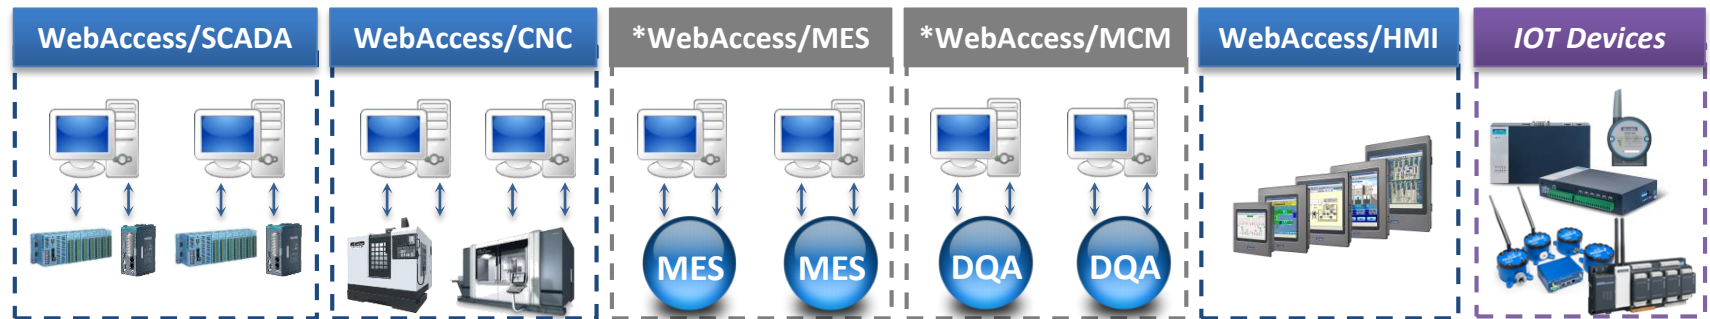 WebAccess/SCADA
WebAccess/CNC
*WebAccess/MES
*WebAccess/MCM
WebAccess/HMI
IOT Devices
MES
MES
DQA
DQA